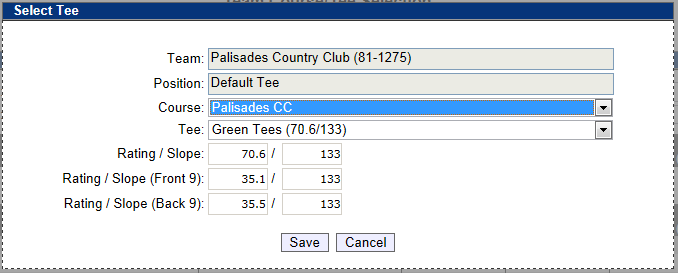 Select Tee
Team: Palisades Country Club (81-1275)
Position: Default Tee
Course: Palisades CC
Tee: Green Tees (70.6/133)
Rating / Slope: 70.6 / 133
Rating / Slope (Front 9): 35.1 / 133
Rating / Slope (Back 9): 35.5 / 133
Save Cancel